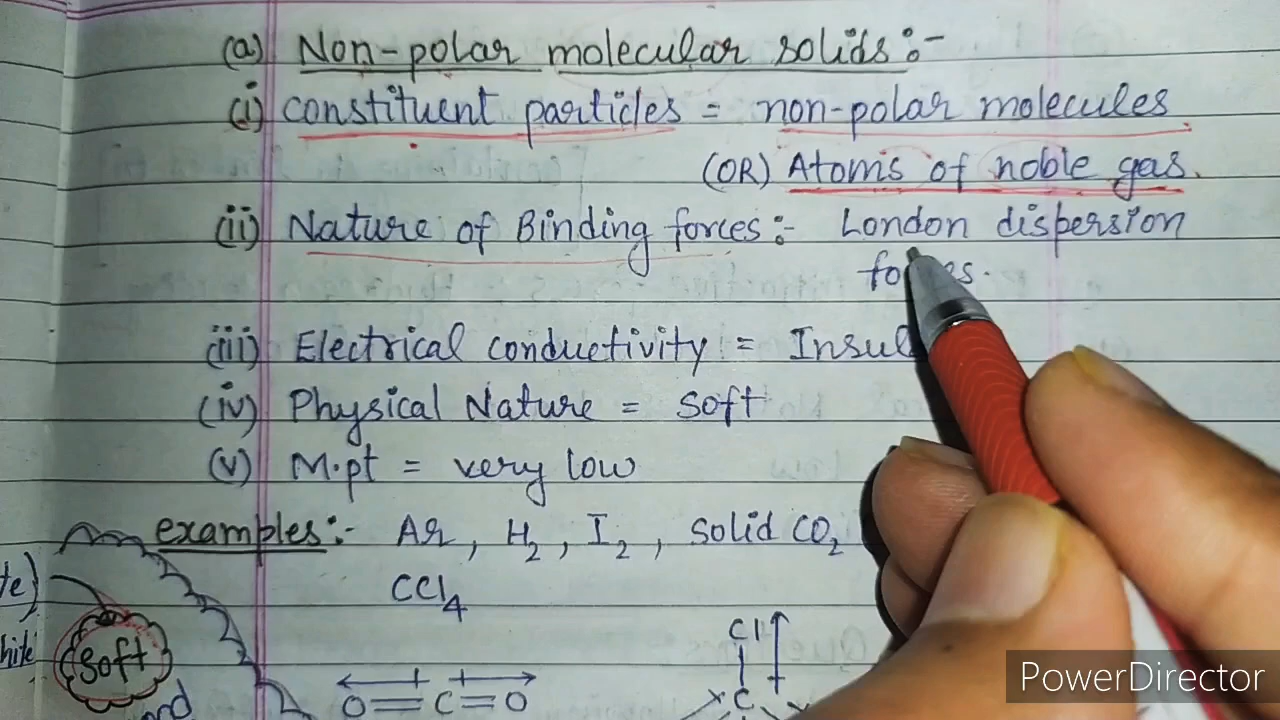 (a) Non-polar molecular solids:-
(i) constituent particles = non-polar molecules.
(OR) Atoms of noble gas.
(ii) Nature of Binding forces:- London dispersion
(iii) Electrical conductivity =
(iv) Physical Nature = soft
(v) M.pt = very low
examples:- Ar, H2, I2, solid CO2
CCl4
soft
O=C=O
Cl
C
PowerDirector